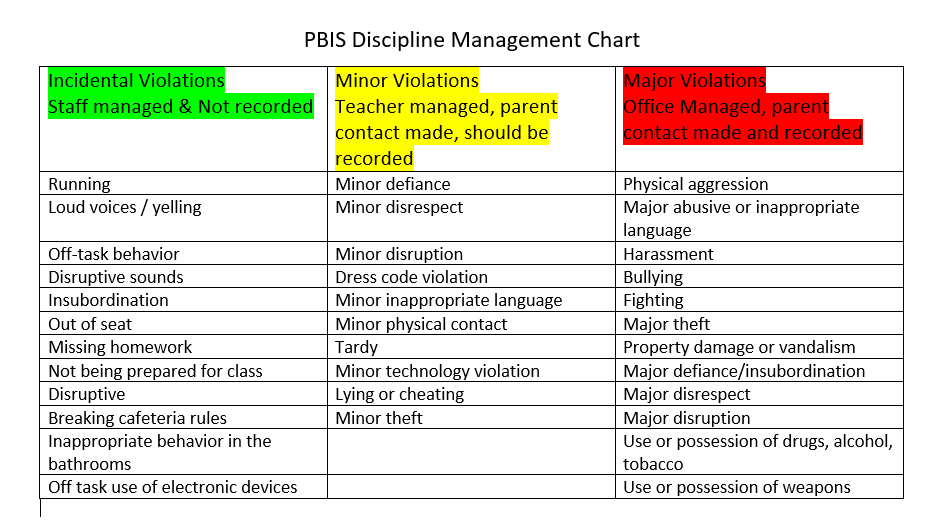 PBIS Discipline Management Chart
Incidental Violations
Staff managed & Not recorded
Minor Violations
Teacher managed, parent
contact made, should be
recorded
Major Violations
Office Managed, parent
contact made and recorded
Running
Minor defiance
Physical aggression
Loud voices / yelling
Minor disrespect
Major abusive or inappropriate
language
Off-task behavior
Minor disruption
Harassment
Disruptive sounds
Dress code violation
Bullying
Insubordination
Minor inappropriate language
Fighting
Out of seat
Minor physical contact
Major theft
Missing homework
Tardy
Property damage or vandalism
Not being prepared for class
Minor technology violation
Major defiance/insubordination
Disruptive
Lying or cheating
Major disrespect
Breaking cafeteria rules
Minor theft
Major disruption
Inappropriate behavior in the
bathrooms
Use or possession of drugs, alcohol,
tobacco
Off task use of electronic devices
Use or possession of weapons